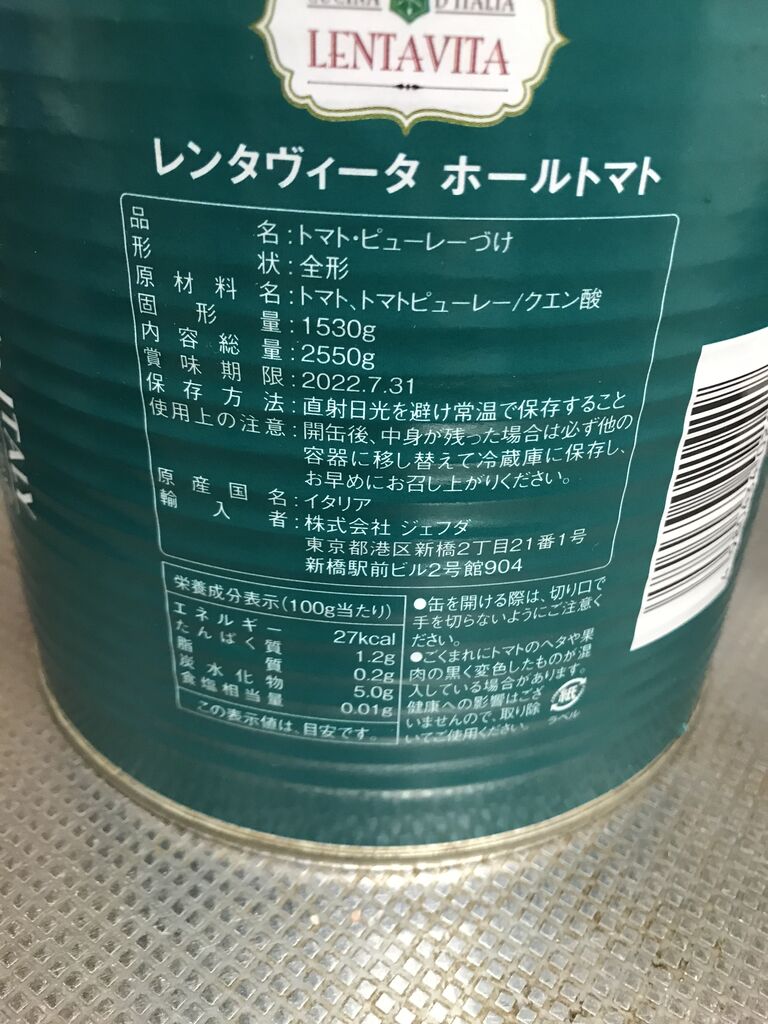 CUCINA D'ITALIA
LENTAVITA
レンタヴィータ ホールトマト
品名:トマト・ピューレーづけ
形状:全形
原材料名:トマト、トマトピューレー/クエン酸
固形量:1530g
内容総量:2550g
賞味期限:2022.7.31
保存方法:直射日光を避け常温で保存すること
使用上の注意:開缶後、中身が残った場合は必ず他の
容器に移し替えて冷蔵庫に保存し、
お早めにお召し上がりください。
原産国名:イタリア
輸入者:株式会社 ジェフダ
東京都港区新橋2丁目21番1号
新橋駅前ビル2号館904
栄養成分表示(100g当たり)
エネルギー 27kcal
たんぱく質 1.2g
脂質 0.2g
炭水化物 5.0g
食塩相当量 0.01g
この表示値は、目安です。
●缶を開ける際は、切り口で
手を切らないようにご注意く
ださい。
●ごくまれにトマトのヘタや果
肉の黒く変色したものが混
入している場合があります。
健康への影響はござ
いませんので、取り除
いてご使用ください。
紙
ラベル